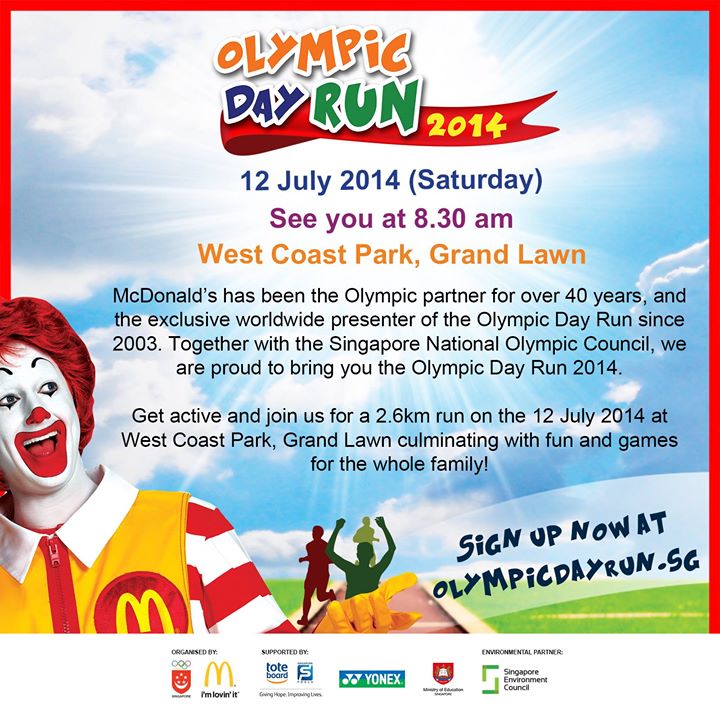 OLYMPIC
DAY RUN 2014
12 July 2014 (Saturday)
See you at 8.30 am
West Coast Park, Grand Lawn
McDonald's has been the Olympic partner for over 40 years, and
the exclusive worldwide presenter of the Olympic Day Run since
2003. Together with the Singapore National Olympic Council, we
are proud to bring you the Olympic Day Run 2014.
Get active and join us for a 2.6km run on the 12 July 2014 at
West Coast Park, Grand Lawn culminating with fun and games
for the whole family!
SIGN UP NOW AT
OLYMPICDAYRUN.SG
ORGANISED BY:
SINGAPORE
i'm lovin' it
SUPPORTED BY:
tote
board
Giving Hope. Improving Lives.
SINGAPORE
POOLS
YONEX
Ministry of Education
SINGAPORE
ENVIRONMENTAL PARTNER:
Singapore
Environment
Council